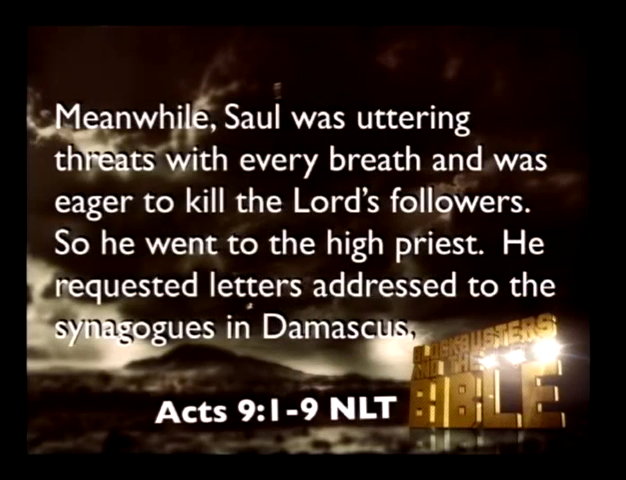 Meanwhile, Saul was uttering
threats with every breath and was
eager to kill the Lord's followers.
So he went to the high priest.  He
requested letters addressed to the
synagogues in Damascus,
Acts 9:1-9 NLT
BLOCKBUSTERS
AND THE
BIBLE